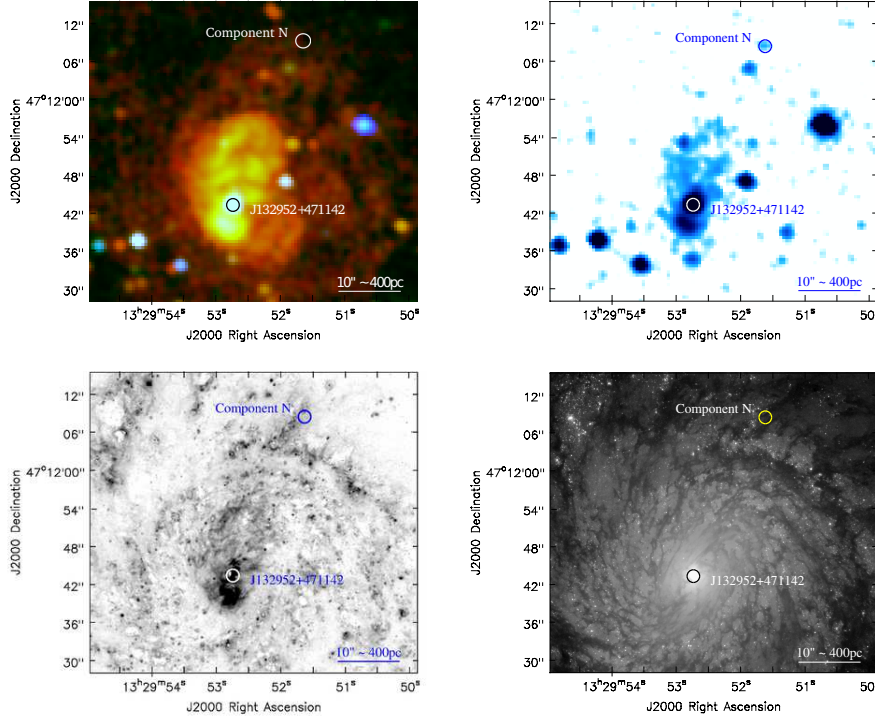 12"
Component N
06"
47°12'00"
54"
48"
J132952+471142
42"
36"
10" ~400pc
30"
13ʰ29ᵐ54ˢ 53ˢ 52ˢ 51ˢ 50ˢ
J2000 Right Ascension
J2000 Declination
12"
Component N
06"
47°12'00"
54"
48"
J132952+471142
42"
36"
10" ~400pc
30"
13ʰ29ᵐ54ˢ 53ˢ 52ˢ 51ˢ 50
J2000 Right Ascension
J2000 Declination
12"
Component N
06"
47°12'00"
54"
48"
J132952+471142
42"
36"
10" ~ 400pc
30"
13ʰ29ᵐ54ˢ 53ˢ 52ˢ 51ˢ 50ˢ
J2000 Right Ascension
J2000 Declination
12"
Component N
06"
47°12'00"
54"
48"
J132952+471142
42"
36"
10" ~ 400pc
30"
13ʰ29ᵐ54ˢ 53ˢ 52ˢ 51ˢ 50
J2000 Right Ascension
J2000 Declination